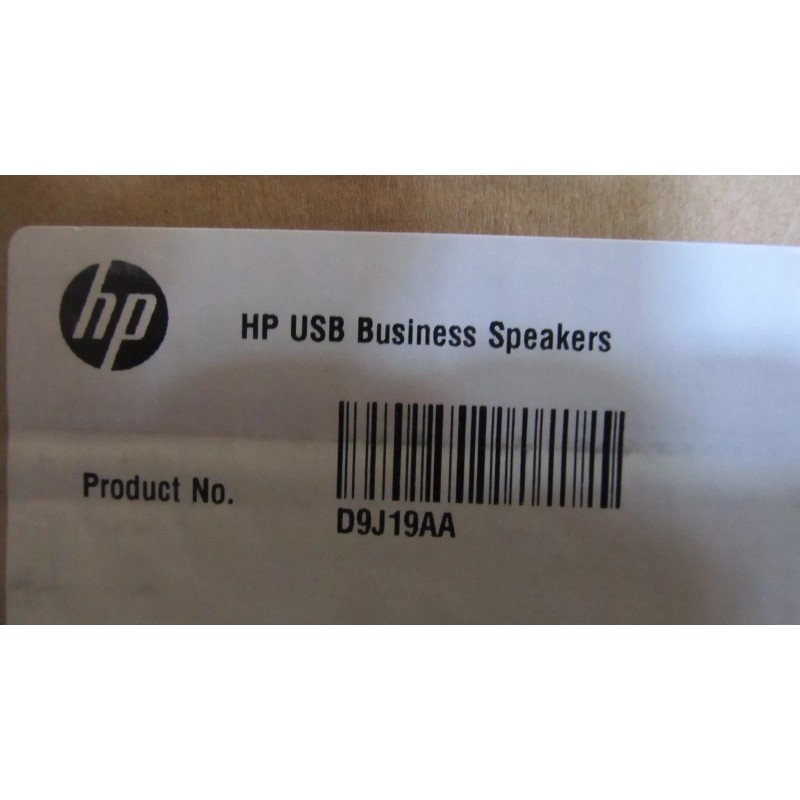 hp
HP USB Business Speakers
Product No.
D9J19AA